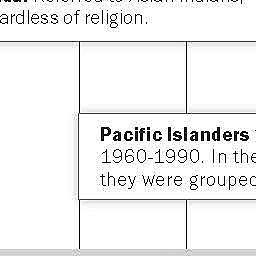 Referred to Asian Indians,
ardless of religion.
Pacific Islanders
1960-1990. In the
they were grouped